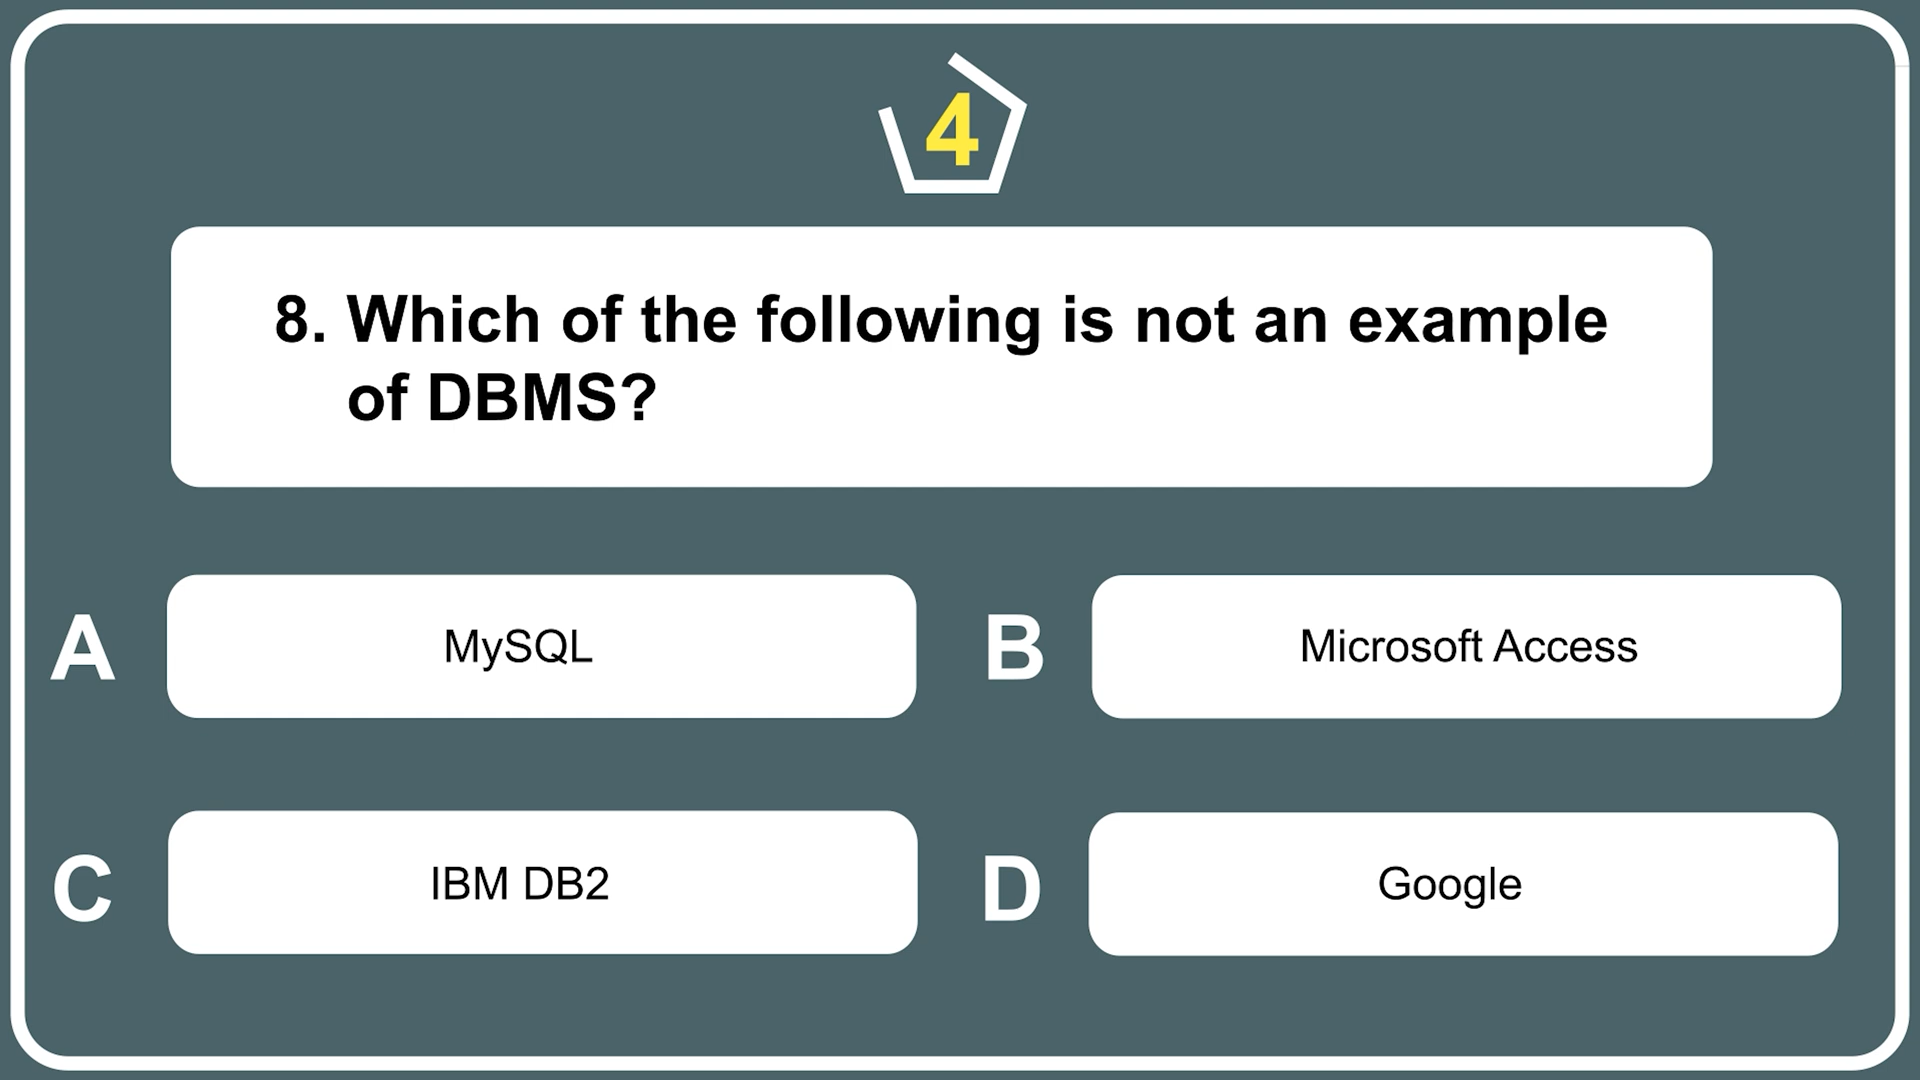 4
8. Which of the following is not an example
of DBMS?
A
MySQL
B
Microsoft Access
C
IBM DB2
D
Google